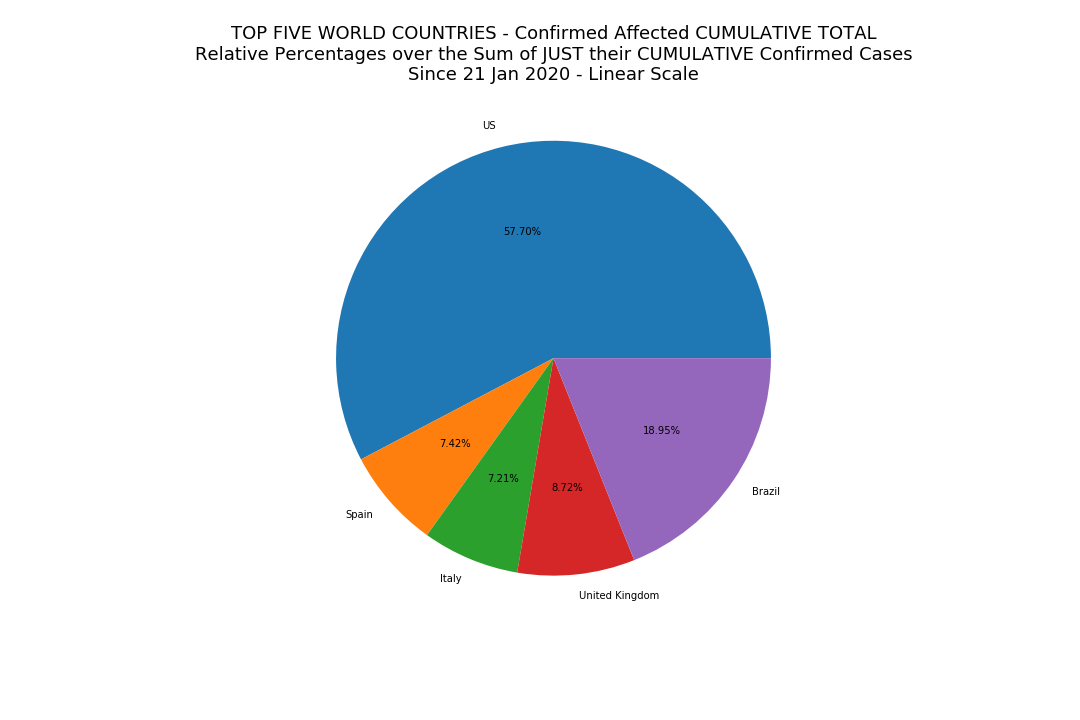 TOP FIVE WORLD COUNTRIES - Confirmed Affected CUMULATIVE TOTAL
Relative Percentages over the Sum of JUST their CUMULATIVE Confirmed Cases
Since 21 Jan 2020 - Linear Scale
US
57.70%
18.95%
7.42%
7.21%
8.72%
Brazil
Spain
Italy
United Kingdom